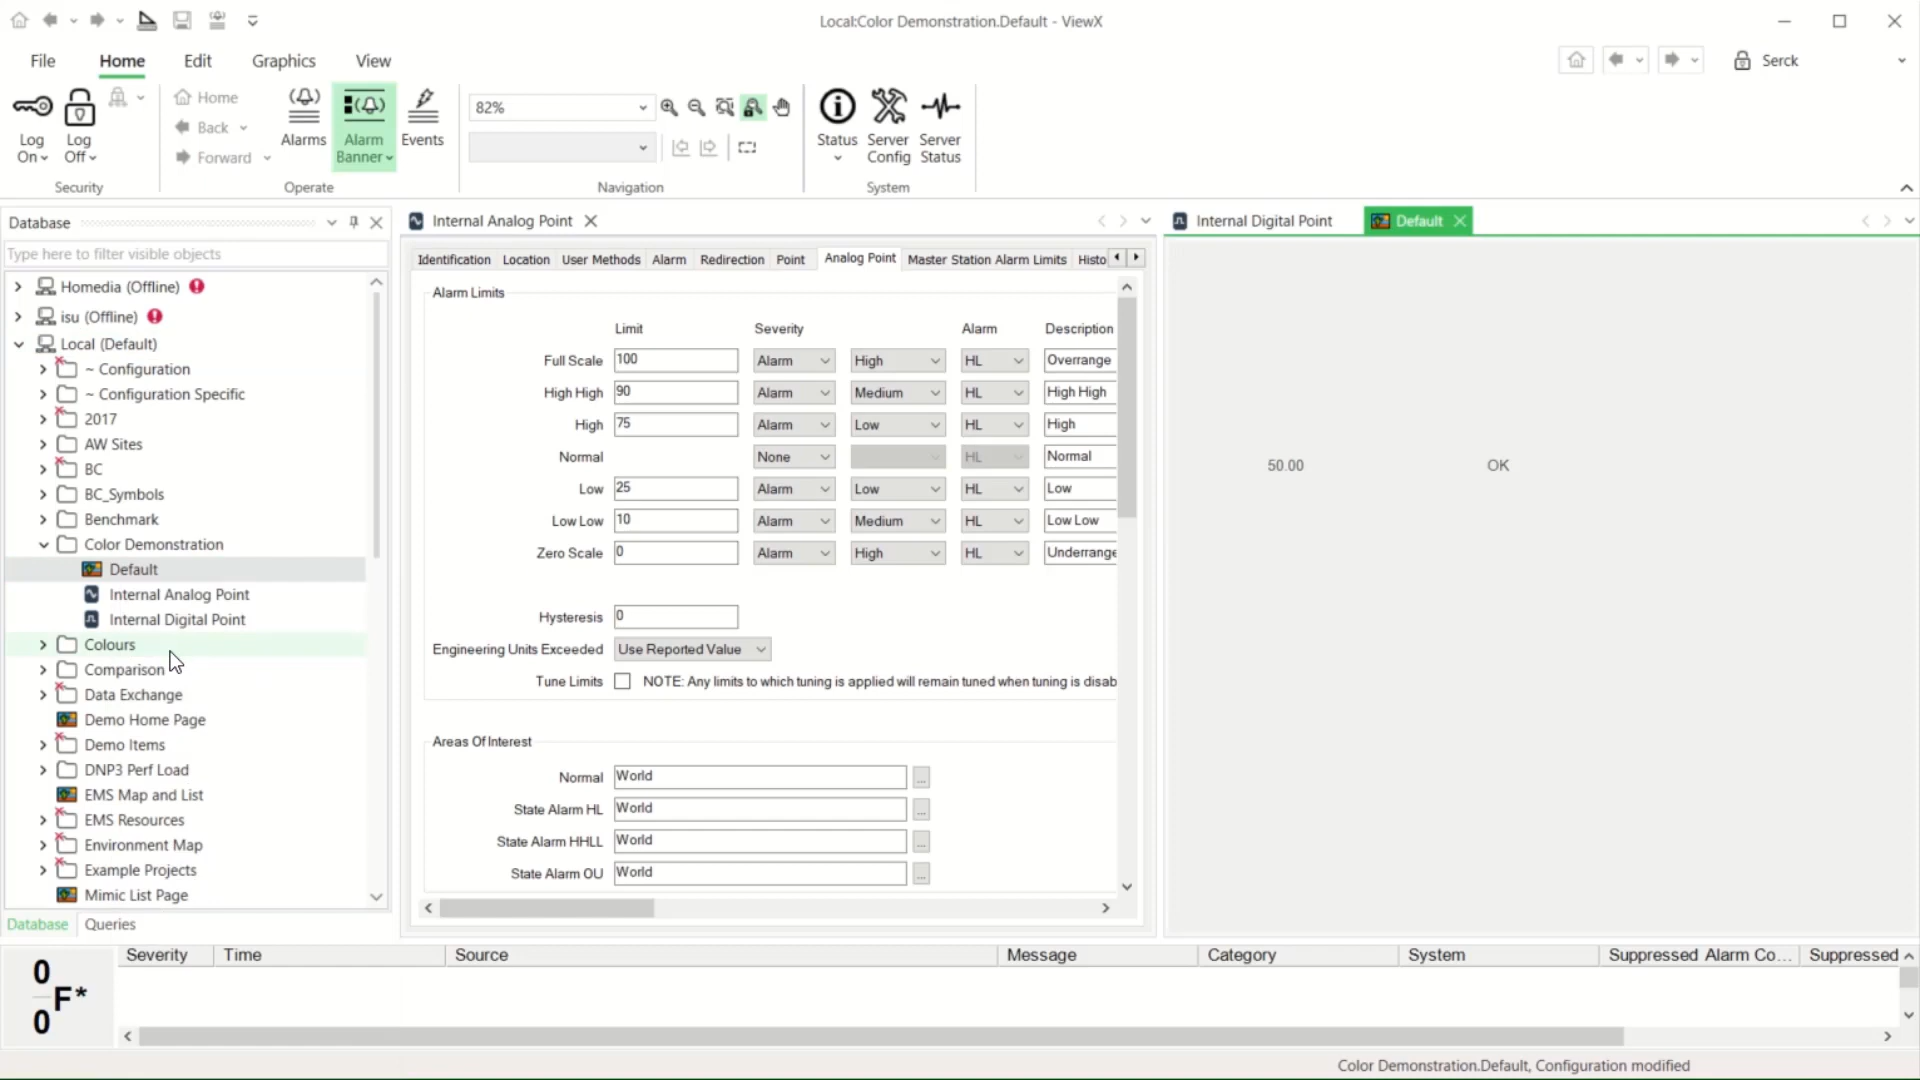 Local:Color Demonstration.Default - ViewX
File
Home
Edit
Graphics
View
Serck
Log On
Log Off
Security
Home
Back
Forward
Alarms
Alarm Banner
Events
Operate
82%
Navigation
Status
Server Config
Server Status
System
Database
Type here to filter visible objects
Homedia (Offline)
isu (Offline)
Local (Default)
~ Configuration
~ Configuration Specific
2017
AW Sites
BC
BC_Symbols
Benchmark
Color Demonstration
Default
Internal Analog Point
Internal Digital Point
Colours
Comparison
Data Exchange
Demo Home Page
Demo Items
DNP3 Perf Load
EMS Map and List
EMS Resources
Environment Map
Example Projects
Mimic List Page
Database
Queries
Internal Analog Point
Identification Location User Methods Alarm Redirection Point Analog Point Master Station Alarm Limits Histo
Alarm Limits
Limit Severity Alarm Description
Full Scale 100 Alarm High HL Overrange
High High 90 Alarm Medium HL High High
High 75 Alarm Low HL High
Normal None HL Normal
Low 25 Alarm Low HL Low
Low Low 10 Alarm Medium HL Low Low
Zero Scale 0 Alarm High HL Underrange
Hysteresis 0
Engineering Units Exceeded Use Reported Value
Tune Limits NOTE: Any limits to which tuning is applied will remain tuned when tuning is disab
Areas Of Interest
Normal World ...
State Alarm HL World ...
State Alarm HHLL World ...
State Alarm OU World ...
Internal Digital Point
Default
50.00
OK
0
F*
0
Severity Time Source Message Category System Suppressed Alarm Co... Suppressed
Color Demonstration.Default, Configuration modified